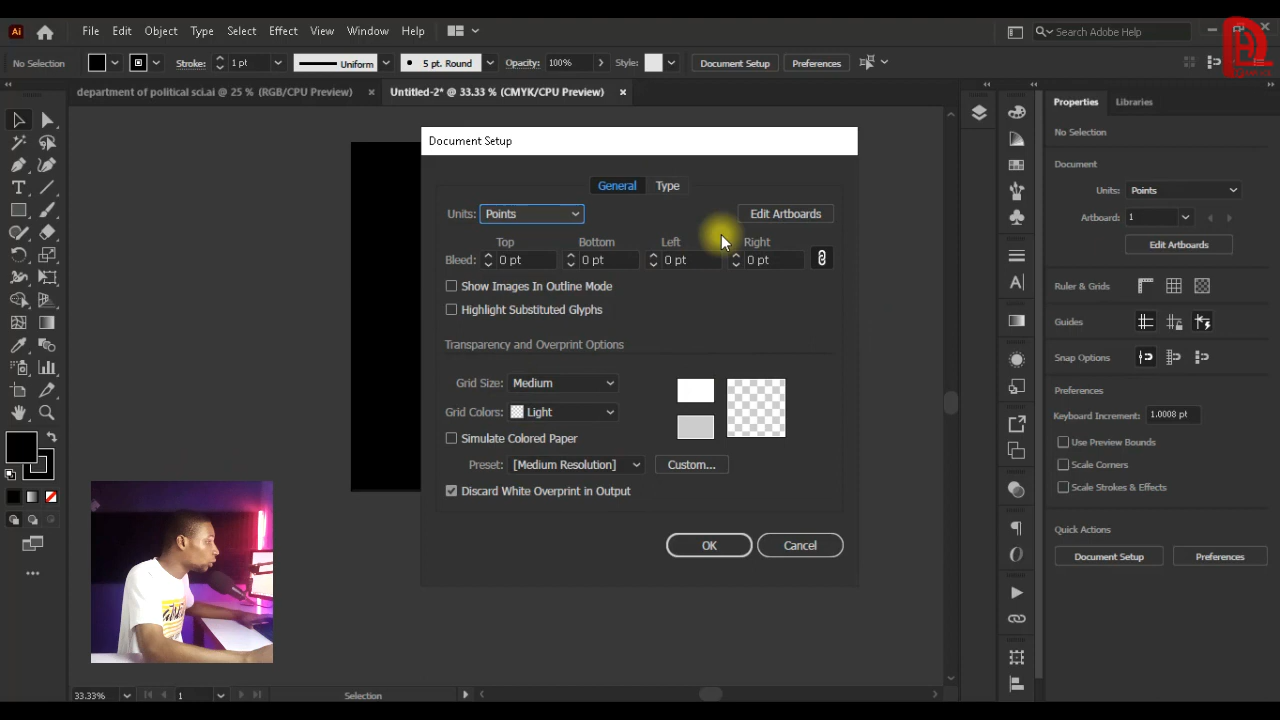 Ai File Edit Object Type Select Effect View Window Help Search Adobe Help
No Selection Stroke: 1 pt Uniform 5 pt. Round Opacity: 100% Style: Document Setup Preferences
department of political sci.ai @ 25 % (RGB/CPU Preview) × Untitled-2* @ 33.33 % (CMYK/CPU Preview) ×
Document Setup
General Type
Units: Points Edit Artboards
Top Bottom Left Right
Bleed: 0 pt 0 pt 0 pt 0 pt
Show Images In Outline Mode
Highlight Substituted Glyphs
Transparency and Overprint Options
Grid Size: Medium
Grid Colors: Light
Simulate Colored Paper
Preset: [Medium Resolution] Custom...
Discard White Overprint in Output
OK Cancel
Properties Libraries
No Selection
Document
Units: Points
Artboard: 1
Edit Artboards
Ruler & Grids
Guides
Snap Options
Preferences
Keyboard Increment: 1.0008 pt
Use Preview Bounds
Scale Corners
Scale Strokes & Effects
Quick Actions
Document Setup Preferences
33.33% 1 Selection